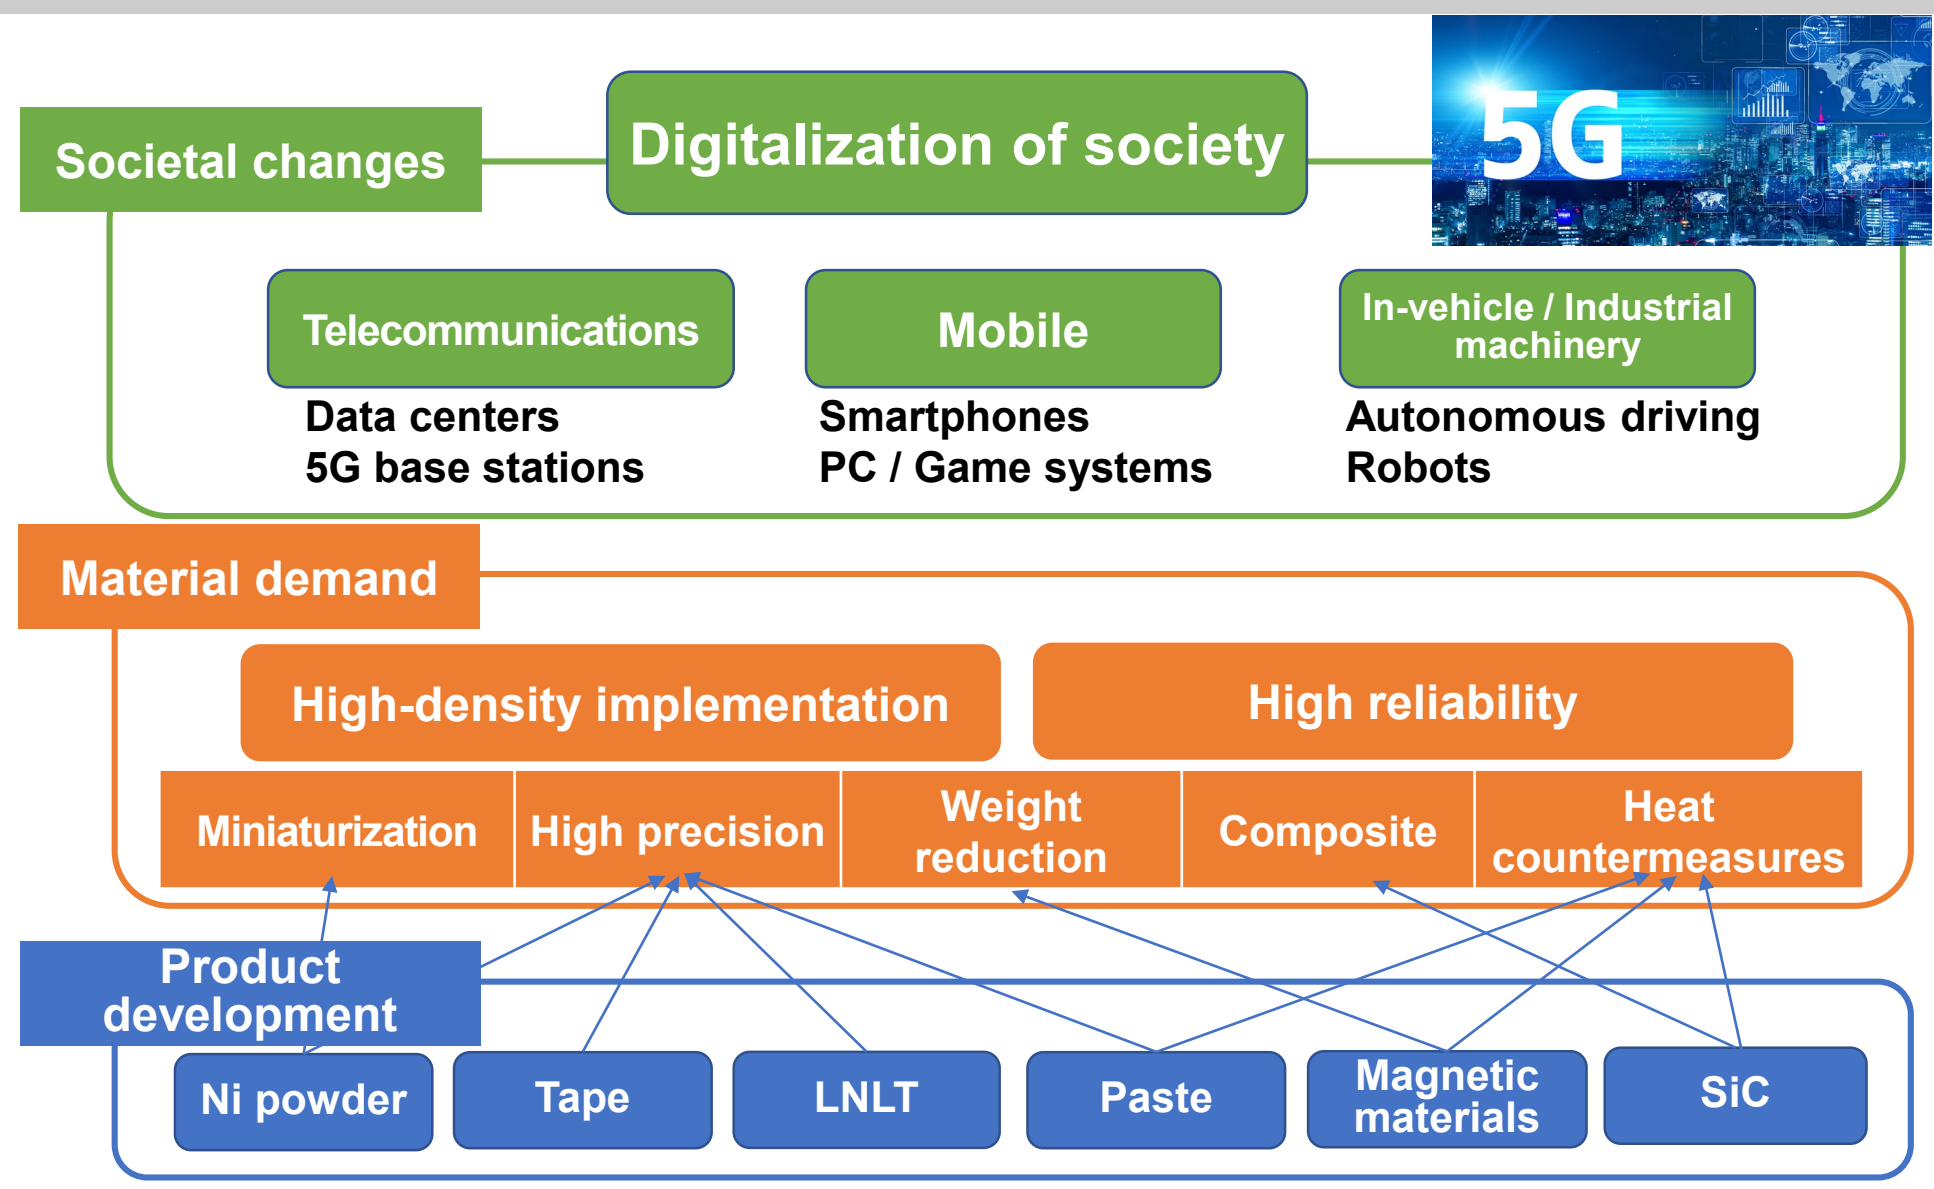 5G
Societal changes
Digitalization of society
Telecommunications
Data centers
5G base stations
Mobile
Smartphones
PC / Game systems
In-vehicle / Industrial
machinery
Autonomous driving
Robots
Material demand
High-density implementation
High reliability
Miniaturization
High precision
Weight
reduction
Composite
Heat
countermeasures
Product
development
Ni powder
Tape
LNLT
Paste
Magnetic
materials
SiC